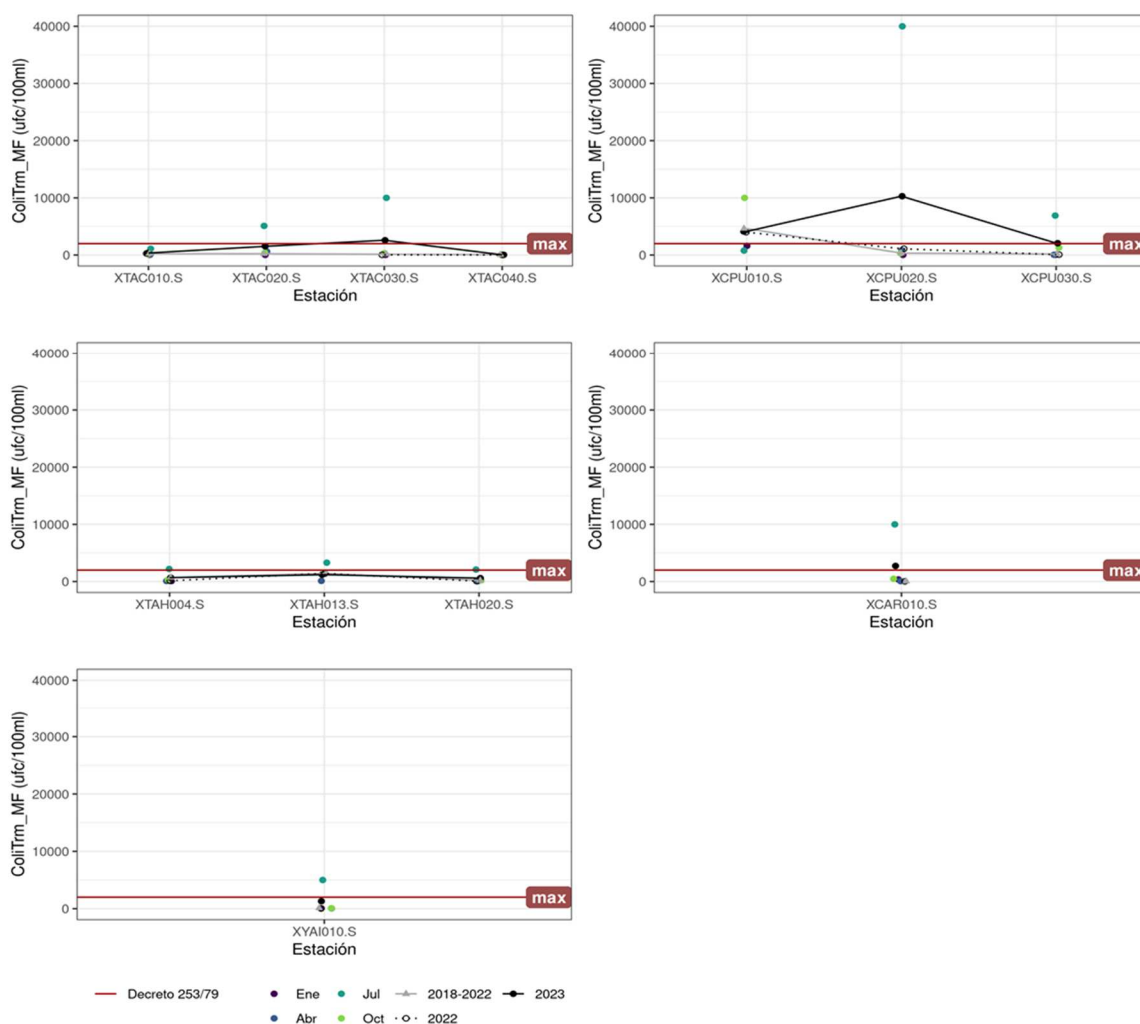 40000
30000
20000
10000
0
ColiTrm_MF (ufc/100ml)
max
XTAC010.S XTAC020.S XTAC030.S XTAC040.S
Estación
40000
30000
20000
10000
0
ColiTrm_MF (ufc/100ml)
max
XCPU010.S XCPU020.S XCPU030.S
Estación
40000
30000
20000
10000
0
ColiTrm_MF (ufc/100ml)
max
XTAH004.S XTAH013.S XTAH020.S
Estación
40000
30000
20000
10000
0
ColiTrm_MF (ufc/100ml)
max
XCAR010.S
Estación
40000
30000
20000
10000
0
ColiTrm_MF (ufc/100ml)
max
XYAI010.S
Estación
Decreto 253/79 Ene Jul 2018-2022 2023
Abr Oct 2022